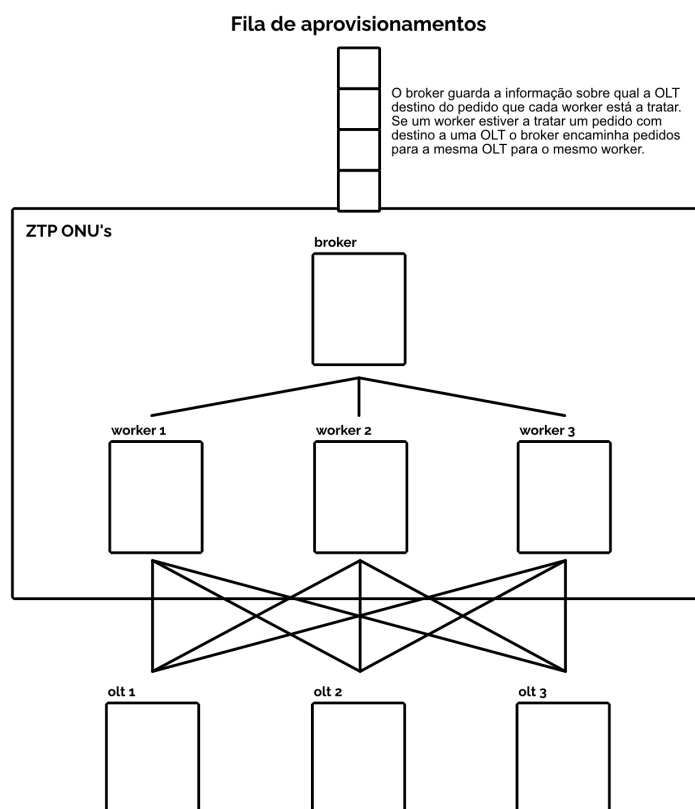 Fila de aprovisionamentos
O broker guarda a informação sobre qual a OLT
destino do pedido que cada worker está a tratar.
Se um worker estiver a tratar um pedido com
destino a uma OLT o broker encaminha pedidos
para a mesma OLT para o mesmo worker.
ZTP ONU's
broker
worker 1
worker 2
worker 3
olt 1
olt 2
olt 3